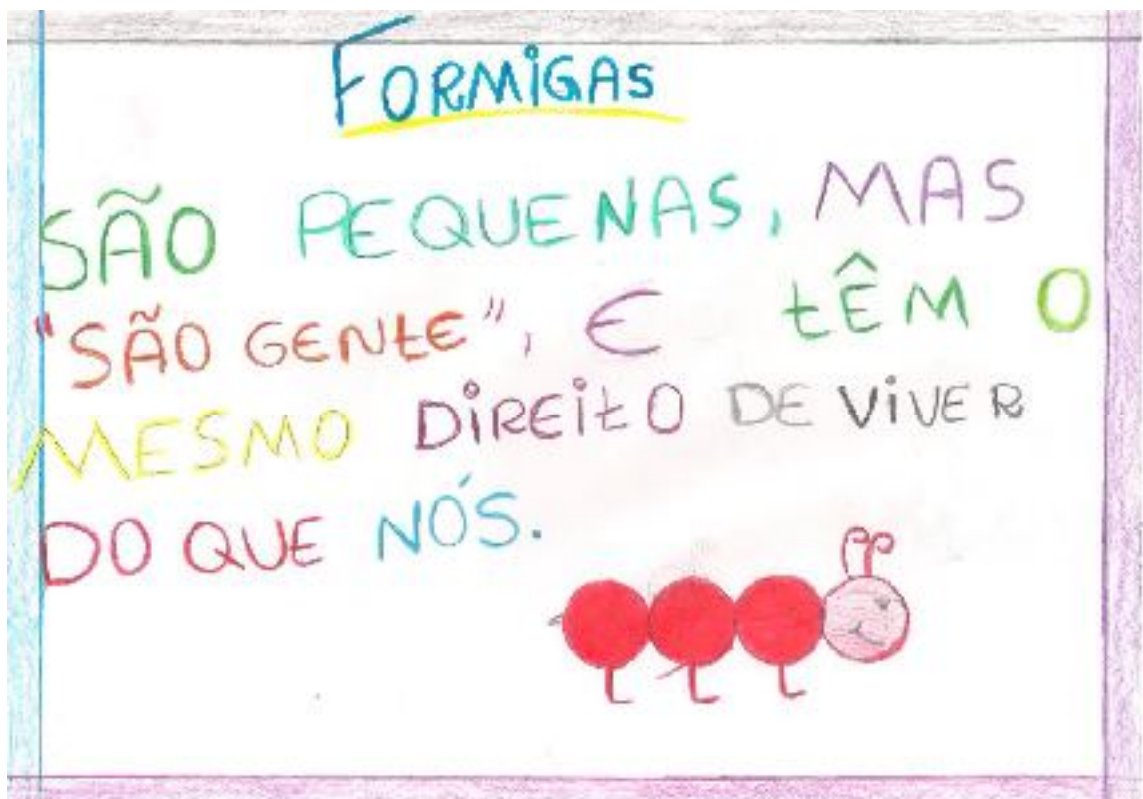 FORMiGAS
SÃO PEQUENAS, MAS
"SÃO GENtE", E tÊM O
MESMO DiREitO DE ViVER
DO QUE NÓS.